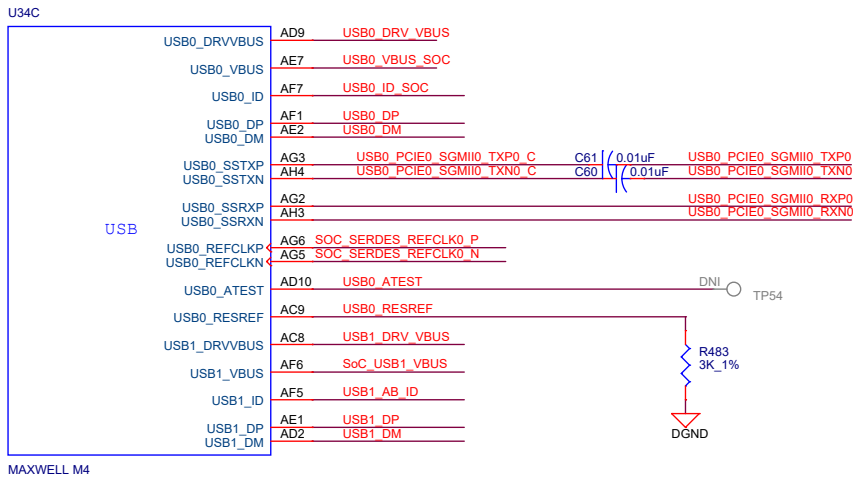 U34C
USB0_DRVVBUS AD9 USB0_DRV_VBUS
USB0_VBUS AE7 USB0_VBUS_SOC
USB0_ID AF7 USB0_ID_SOC
USB0_DP AF1 USB0_DP
USB0_DM AE2 USB0_DM
USB0_SSTXP AG3 USB0_PCIE0_SGMII0_TXP0_C C61 0.01uF USB0_PCIE0_SGMII0_TXP0
USB0_SSTXN AH4 USB0_PCIE0_SGMII0_TXN0_C C60 0.01uF USB0_PCIE0_SGMII0_TXN0
USB0_SSRXP AG2 USB0_PCIE0_SGMII0_RXP0
USB0_SSRXN AH3 USB0_PCIE0_SGMII0_RXN0
USB
USB0_REFCLKP AG6 SOC_SERDES_REFCLK0_P
USB0_REFCLKN AG5 SOC_SERDES_REFCLK0_N
USB0_ATEST AD10 USB0_ATEST DNI TP54
USB0_RESREF AC9 USB0_RESREF
USB1_DRVVBUS AC8 USB1_DRV_VBUS
R483
3K_1%
USB1_VBUS AF6 SoC_USB1_VBUS
USB1_ID AF5 USB1_AB_ID
USB1_DP AE1 USB1_DP
USB1_DM AD2 USB1_DM
DGND
MAXWELL M4